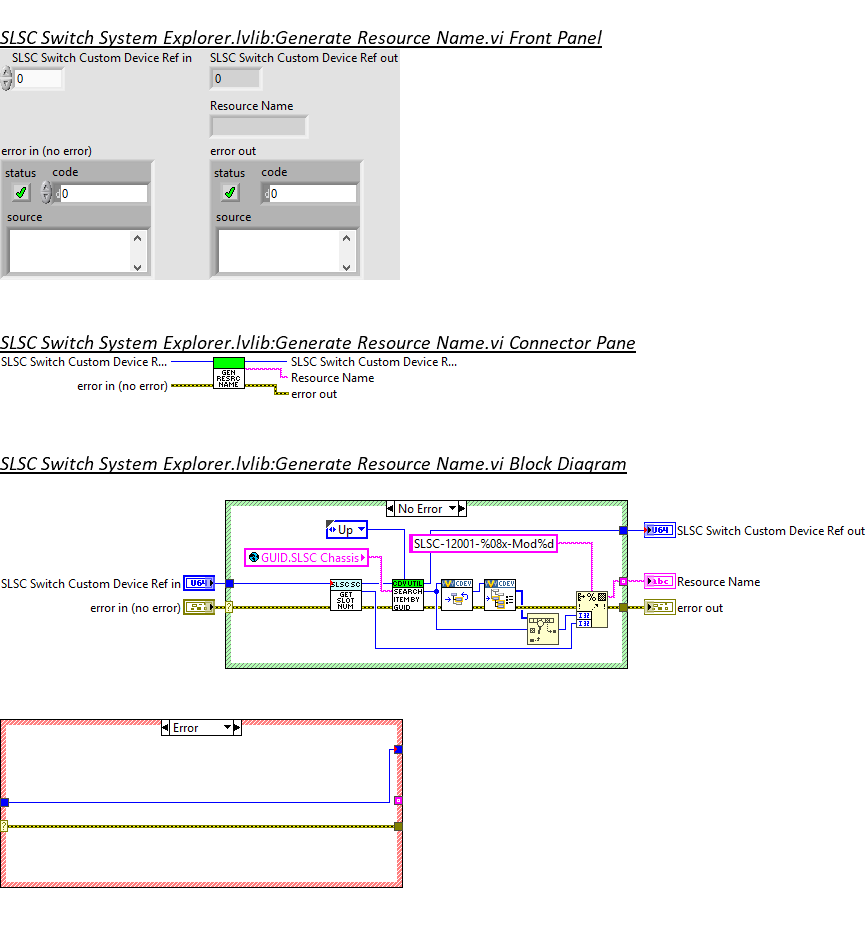 SLSC Switch System Explorer.lvlib:Generate Resource Name.vi Front Panel
SLSC Switch Custom Device Ref in
SLSC Switch Custom Device Ref out
0
0
Resource Name
error in (no error)
error out
status
code
status
code
0
0
source
source
SLSC Switch System Explorer.lvlib:Generate Resource Name.vi Connector Pane
SLSC Switch Custom Device R...
SLSC Switch Custom Device R...
GEN
RESRC
NAME
Resource Name
error in (no error)
error out
SLSC Switch System Explorer.lvlib:Generate Resource Name.vi Block Diagram
No Error
Up
U64
SLSC Switch Custom Device Ref out
SLSC-12001-%08x-Mod%d
GUID.SLSC Chassis
SLSC Switch Custom Device Ref in
U64
SLSC SC
GET
SLOT
NUM
CDV UTIL
SEARCH
ITEM BY
GUID
CDEV
CDEV
abc
Resource Name
error in (no error)
?
%
I32
I32
error out
Error
?